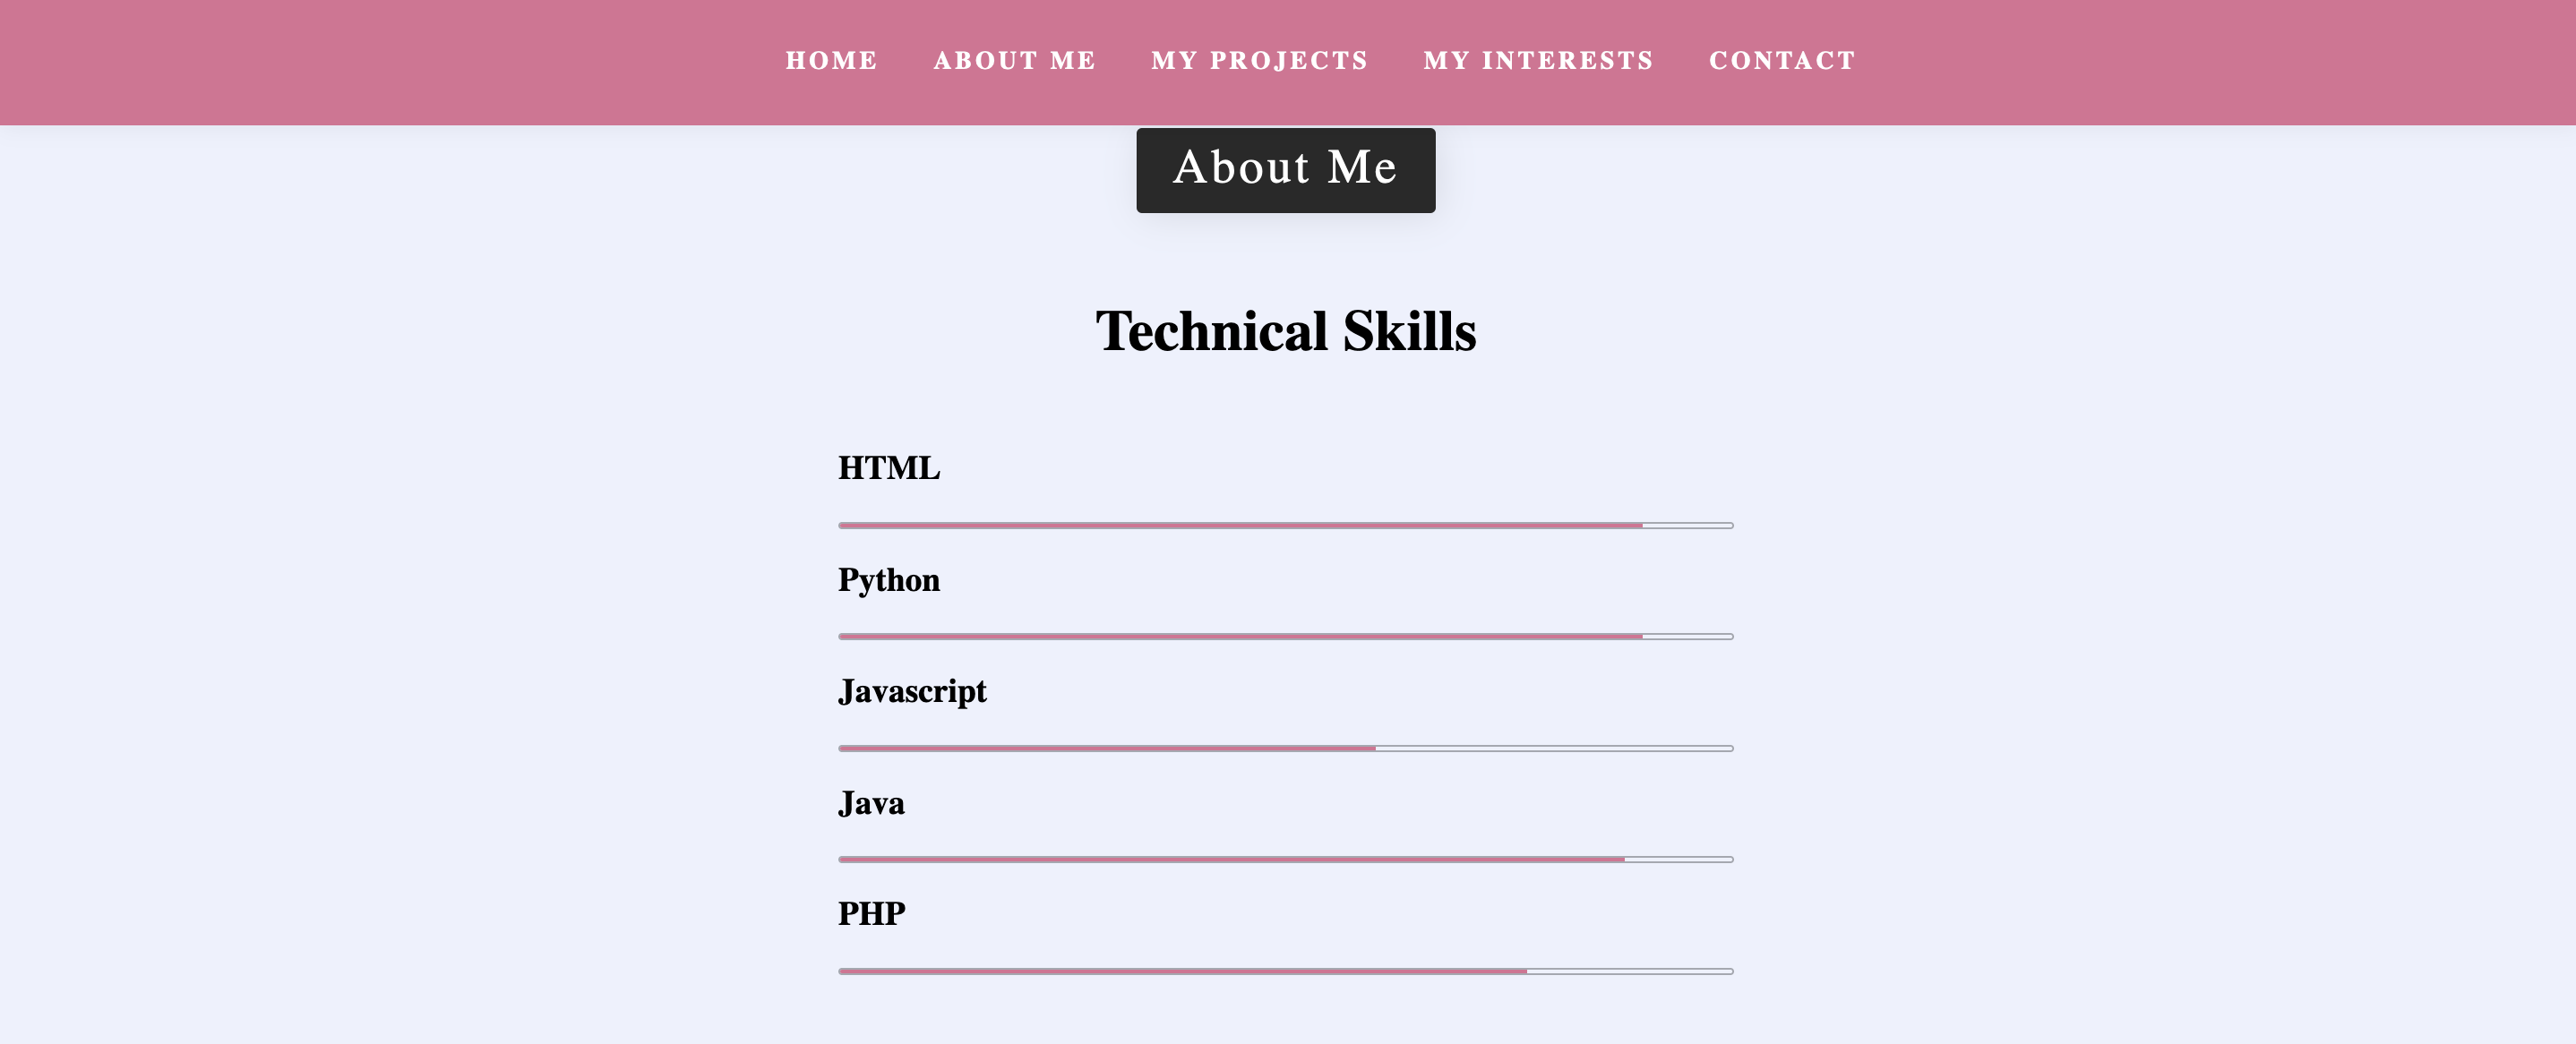 HOME ABOUT ME MY PROJECTS MY INTERESTS CONTACT
About Me
Technical Skills
HTML
Python
Javascript
Java
PHP